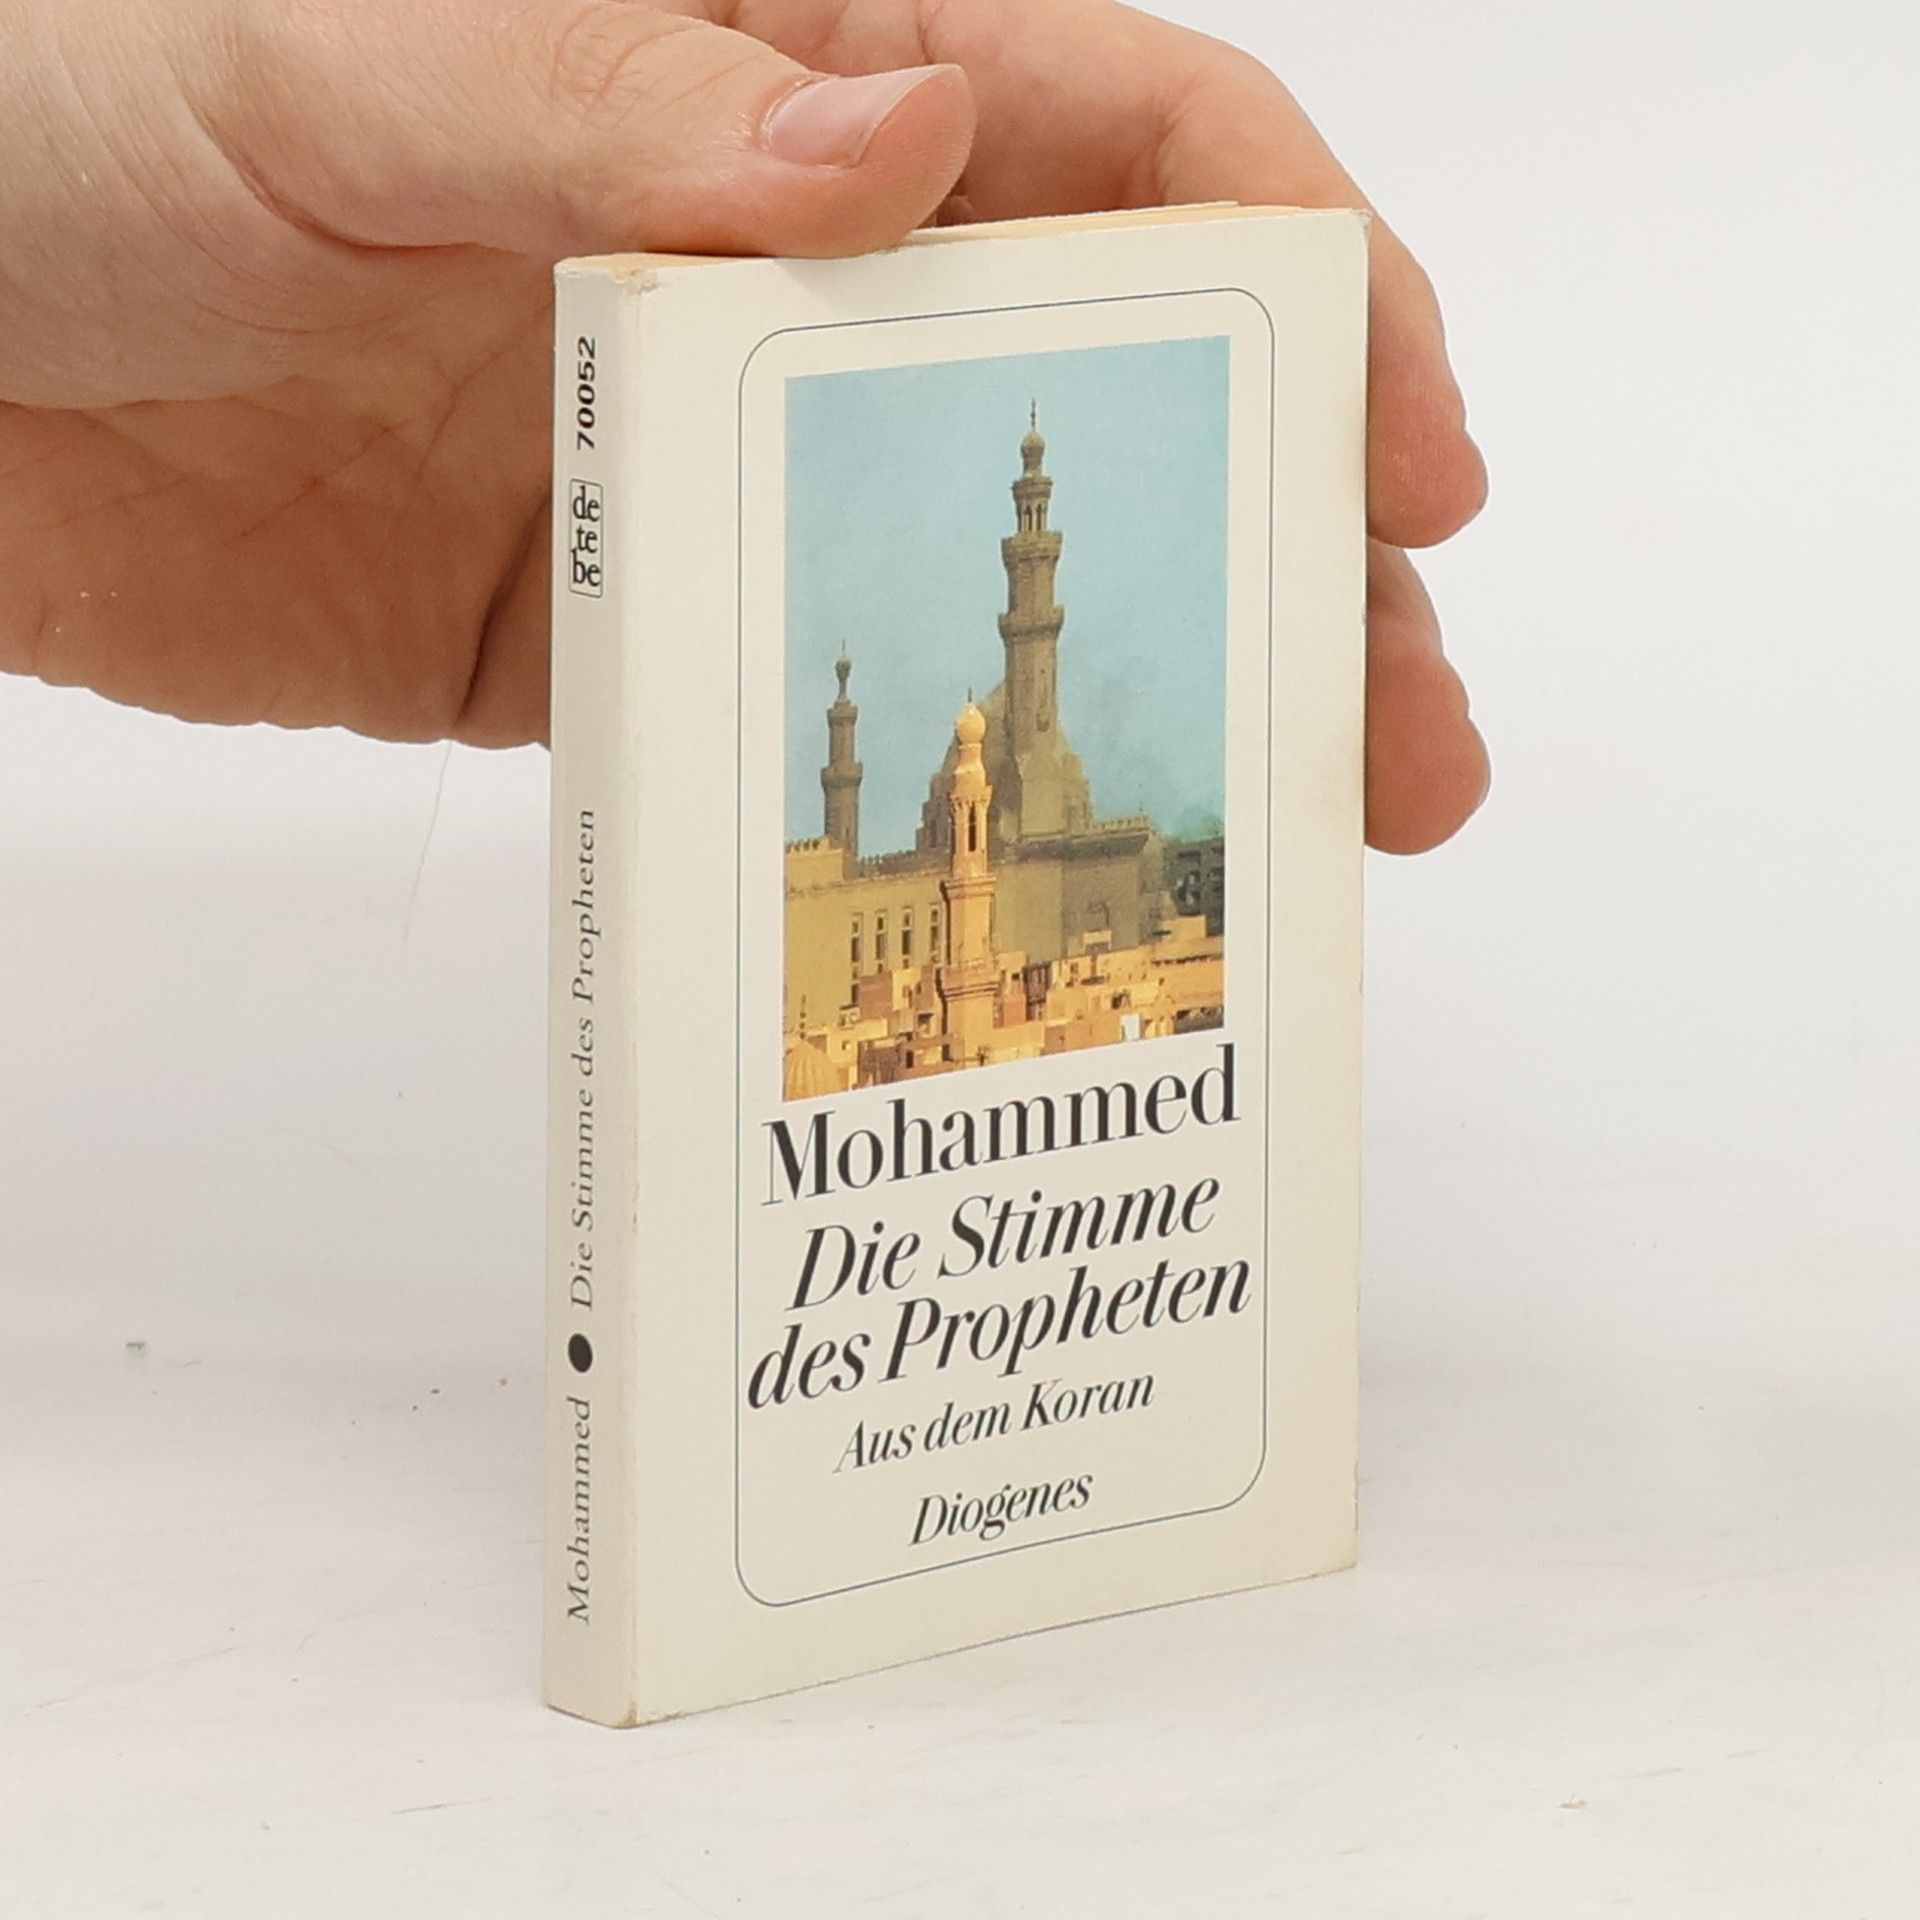 Mohammed
Die Stimme
des Propheten
Aus dem Koran
Diogenes
Mohammed ● Die Stimme des Propheten
de
te
be
70052